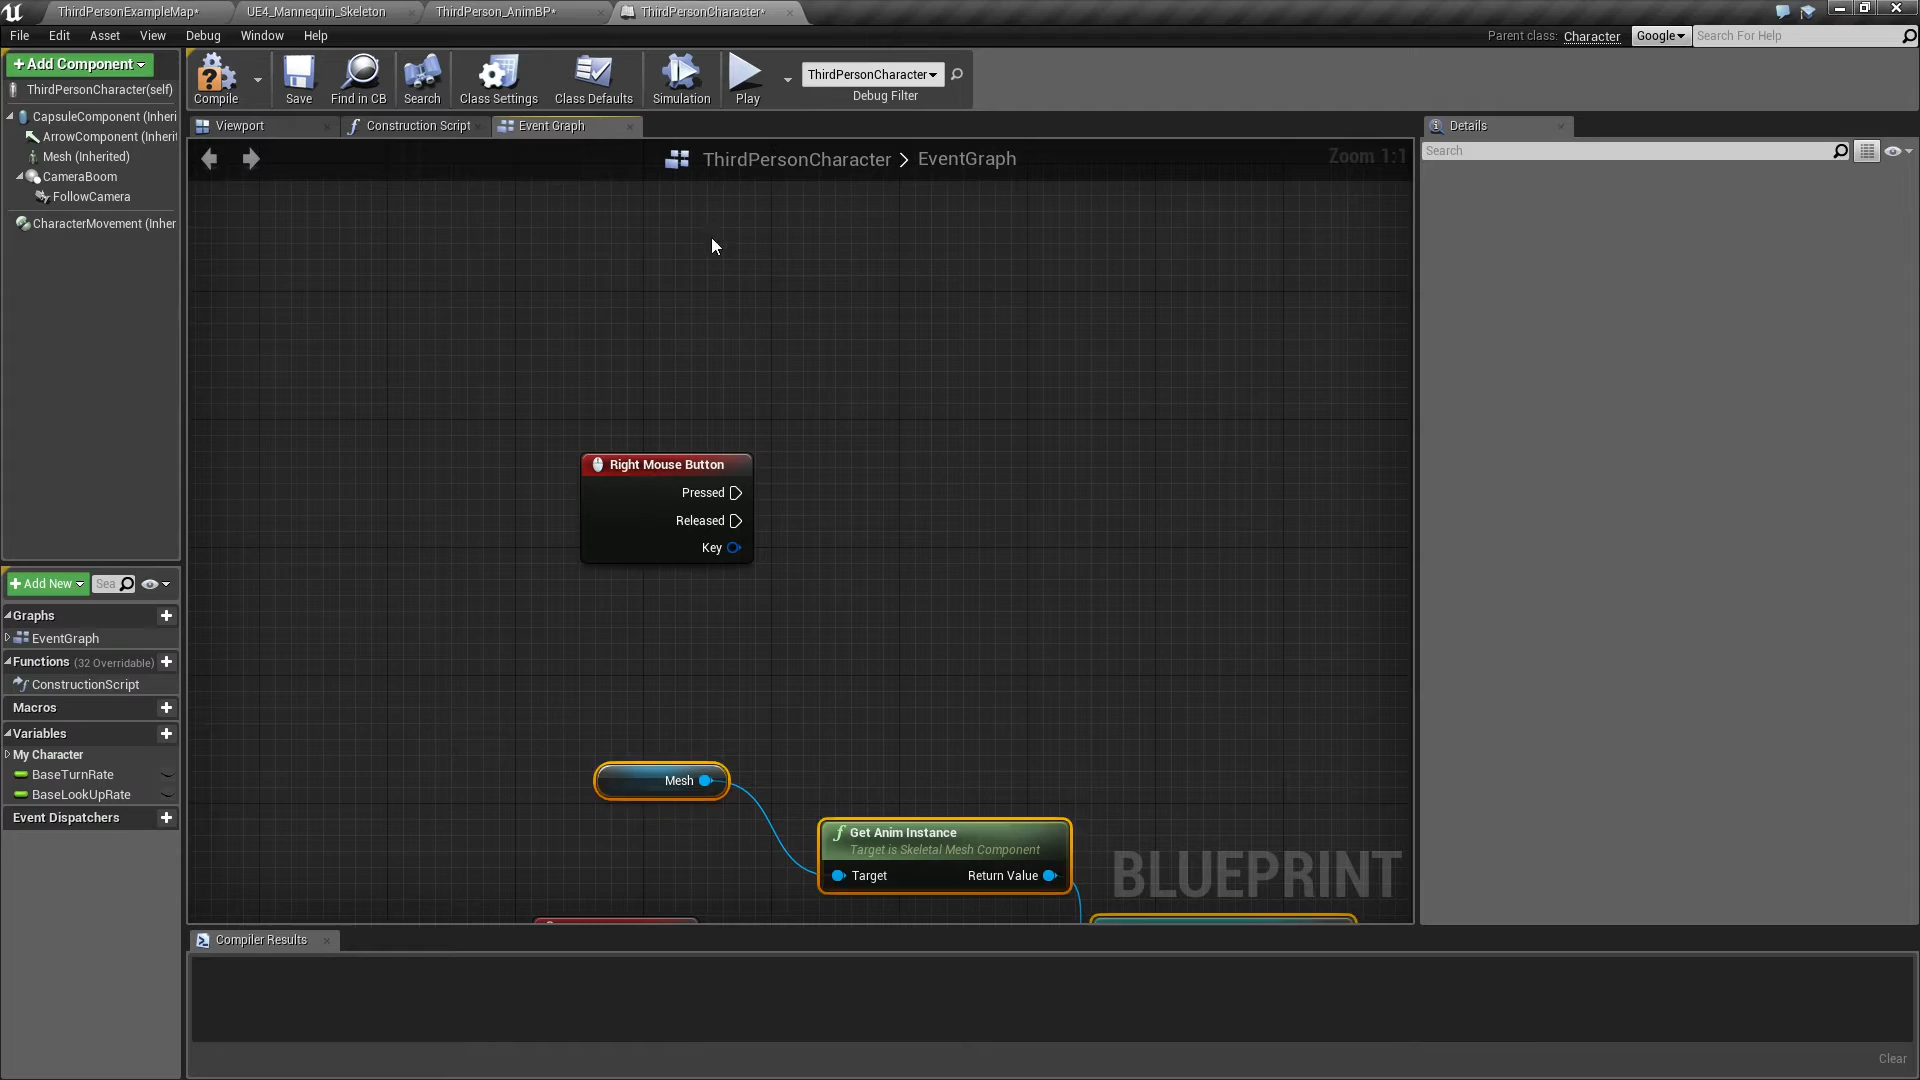 ThirdPersonExampleMap*
UE4_Mannequin_Skeleton
ThirdPerson_AnimBP*
ThirdPersonCharacter*
File Edit Asset View Debug Window Help
Parent class: Character
Google
Search For Help
+ Add Component
Compile
Save
Find in CB
Search
Class Settings
Class Defaults
Simulation
Play
ThirdPersonCharacter
Debug Filter
ThirdPersonCharacter(self)
CapsuleComponent (Inheri
ArrowComponent (Inherit
Mesh (Inherited)
CameraBoom
FollowCamera
CharacterMovement (Inher
Viewport
Construction Script
Event Graph
ThirdPersonCharacter > EventGraph
Zoom 1:1
Details
Search
Right Mouse Button
Pressed
Released
Key
+ Add New
Sea
Graphs
EventGraph
Functions (32 Overridable)
ConstructionScript
Macros
Variables
My Character
BaseTurnRate
BaseLookUpRate
Event Dispatchers
Mesh
Get Anim Instance
Target is Skeletal Mesh Component
Target
Return Value
BLUEPRINT
Compiler Results
Clear